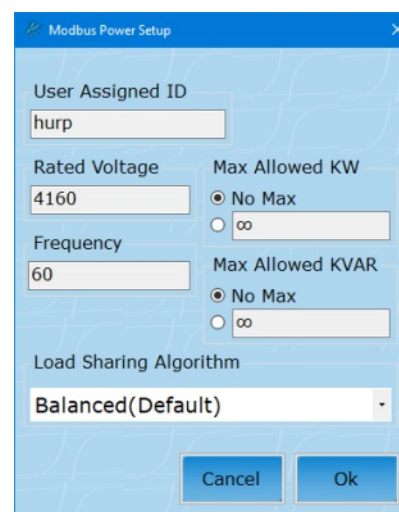 Modbus Power Setup
User Assigned ID
hurp
Rated Voltage
4160
Frequency
60
Max Allowed KW
No Max
∞
Max Allowed KVAR
No Max
∞
Load Sharing Algorithm
Balanced(Default)
Cancel
Ok